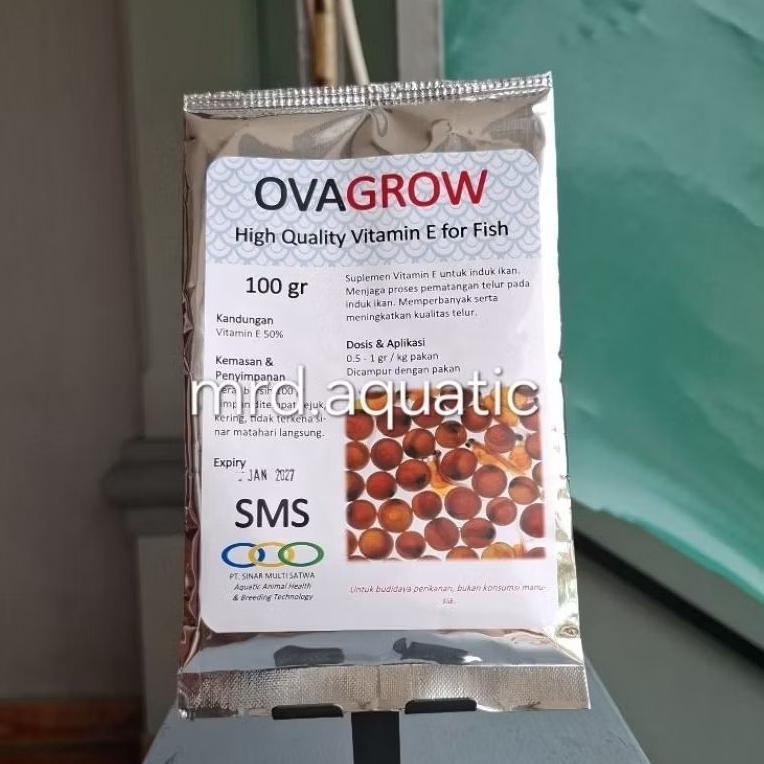 OVAGROW
High Quality Vitamin E for Fish
100 gr
Kandungan
Vitamin E 50%
Kemasan &
Penyimpanan
kering, tidak terkena si-
nar matahari langsung.
Expiry
JAN 2027
SMS
PT. SINAR MULTI SATWA
Aquatic Animal Health
& Breeding Technology
Suplemen Vitamin E untuk induk ikan.
Menjaga proses pematangan telur pada
induk ikan. Memperbanyak serta
meningkatkan kualitas telur.
Dosis & Aplikasi
0.5 - 1 gr / kg pakan
Dicampur dengan pakan
Untuk budidaya perikanan, bukan konsumsi manu-
sia.
mrd.aquatic